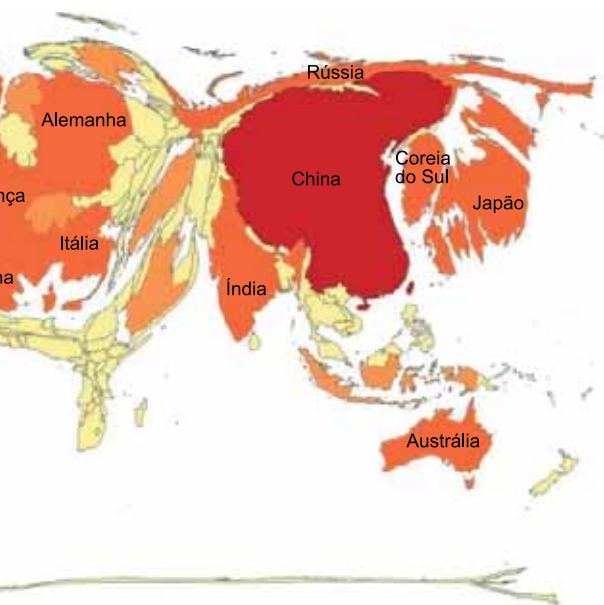 Rússia
Alemanha
Coreia
do Sul
China
nça
Japão
Itália
na
Índia
Austrália